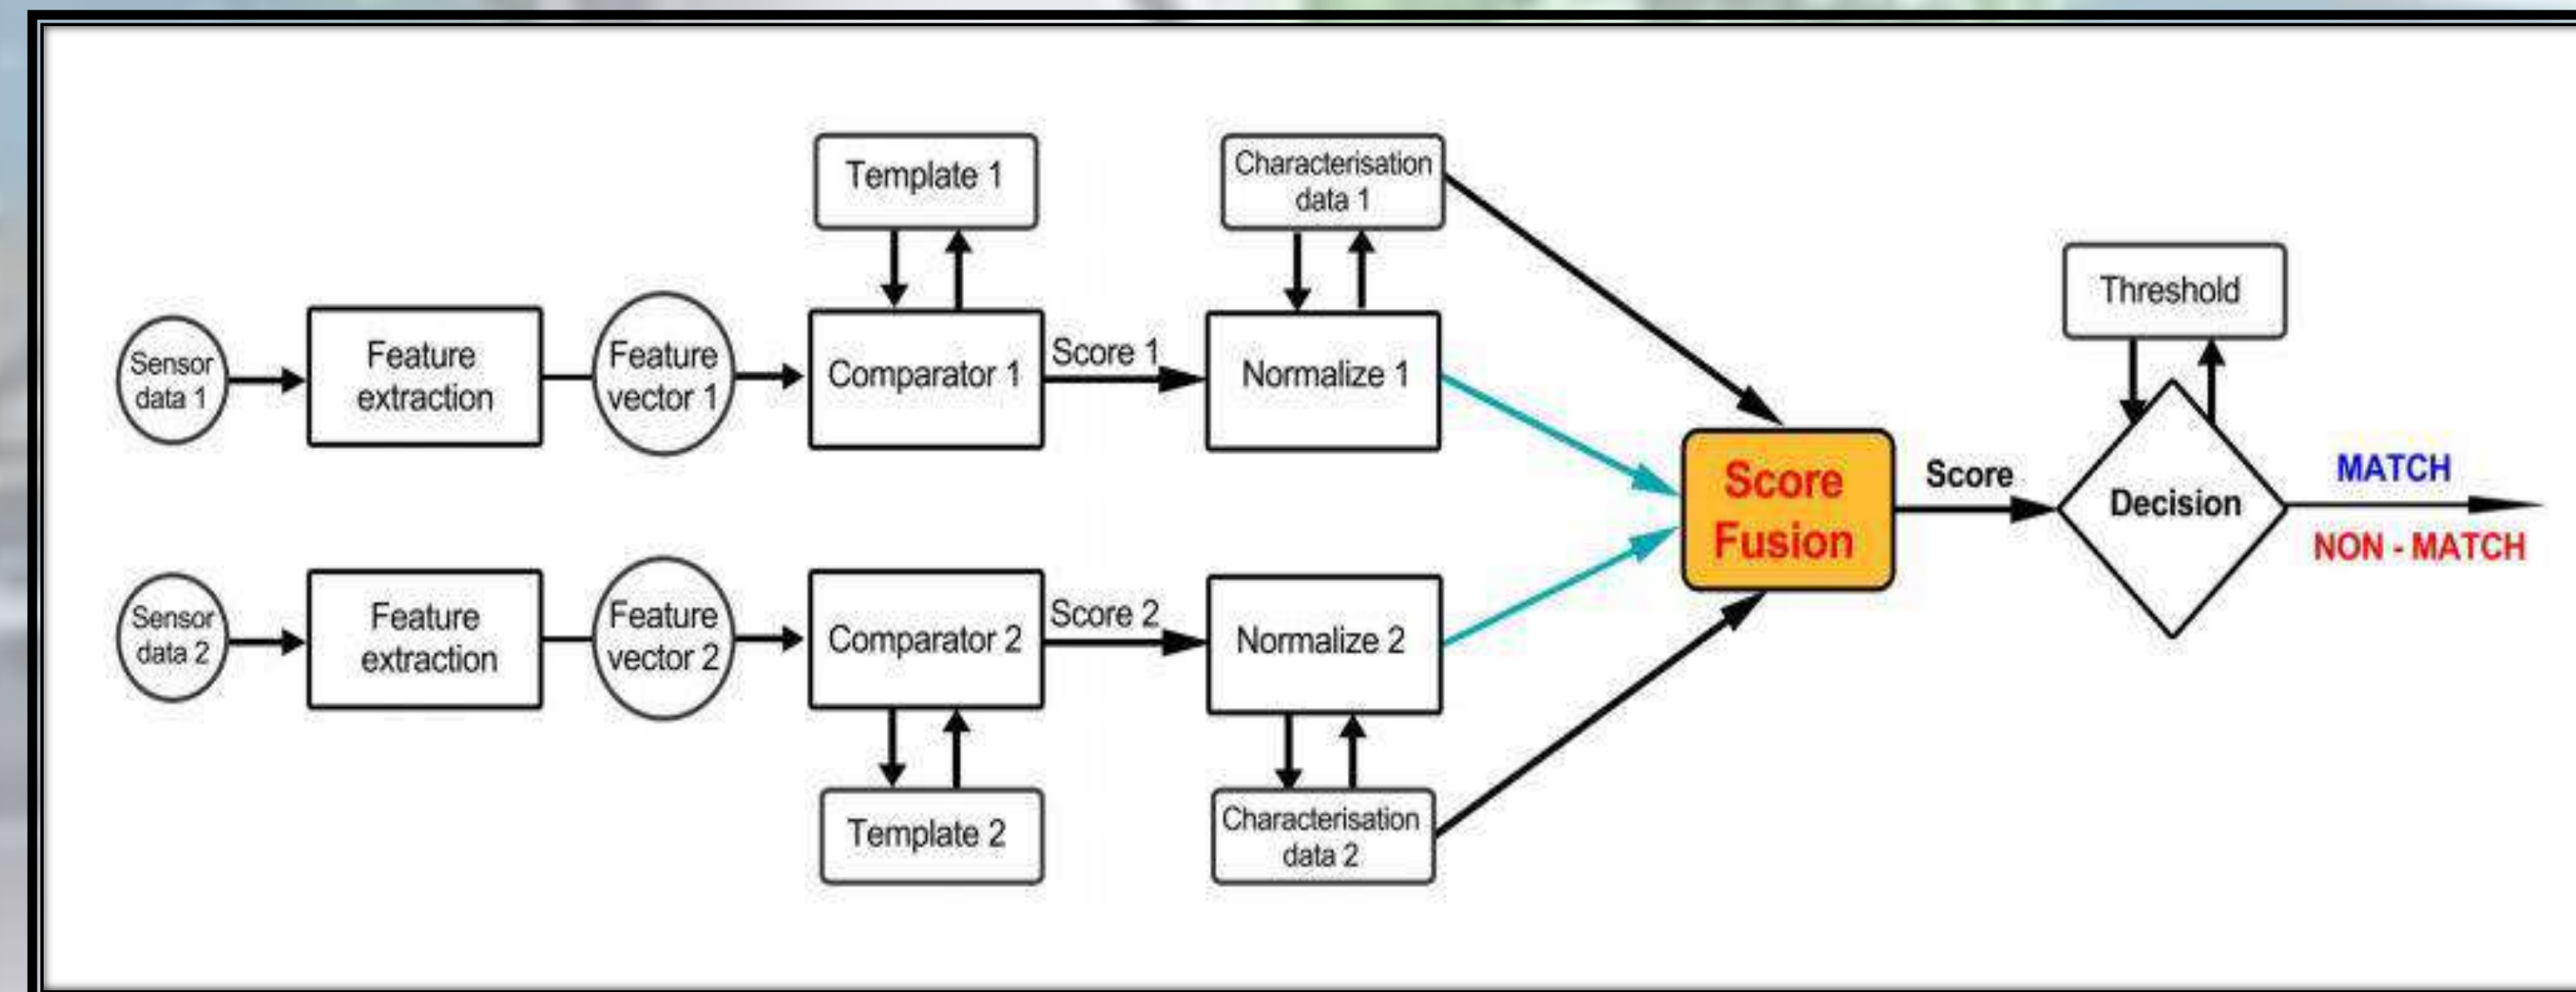 Template 1
Characterisation
data 1
Threshold
Sensor
data 1
Feature
extraction
Feature
vector 1
Comparator 1
Score 1
Normalize 1
Score
Fusion
Score
Decision
MATCH
NON - MATCH
Sensor
data 2
Feature
extraction
Feature
vector 2
Comparator 2
Score 2
Normalize 2
Template 2
Characterisation
data 2